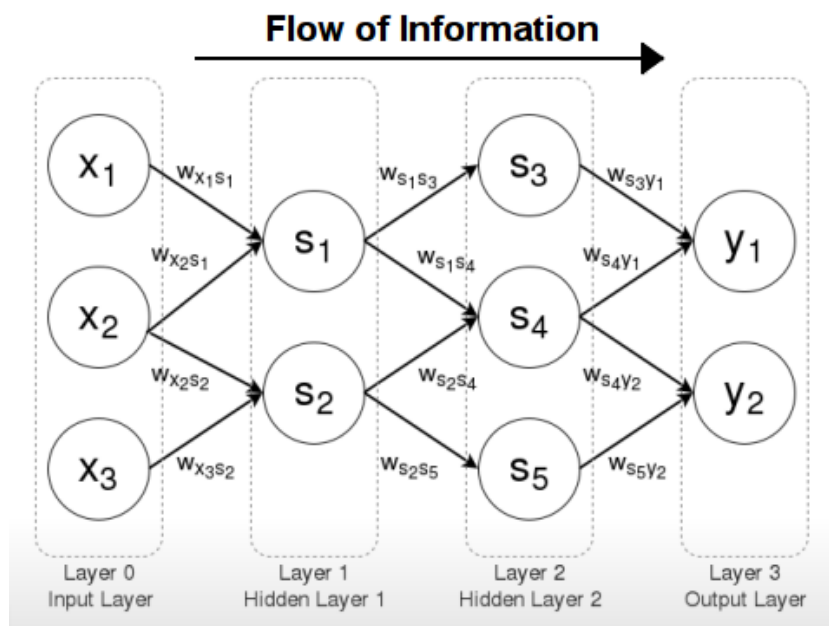 Flow of Information
x₁
x₂
x₃
wₓ₁s₁
wₓ₂s₁
wₓ₂s₂
wₓ₃s₂
s₁
s₂
ws₁s₃
ws₁s₄
ws₂s₄
ws₂s₅
s₃
s₄
s₅
ws₃y₁
ws₄y₁
ws₄y₂
ws₅y₂
y₁
y₂
Layer 0
Input Layer
Layer 1
Hidden Layer 1
Layer 2
Hidden Layer 2
Layer 3
Output Layer